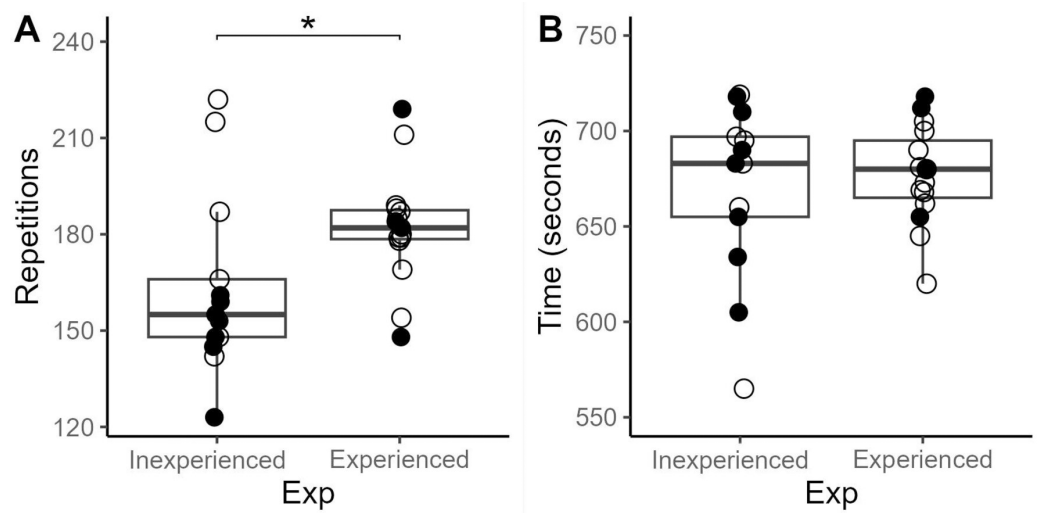 A
*
Repetitions
240
210
180
150
120
Inexperienced Experienced
Exp
B
Time (seconds)
750
700
650
600
550
Inexperienced Experienced
Exp